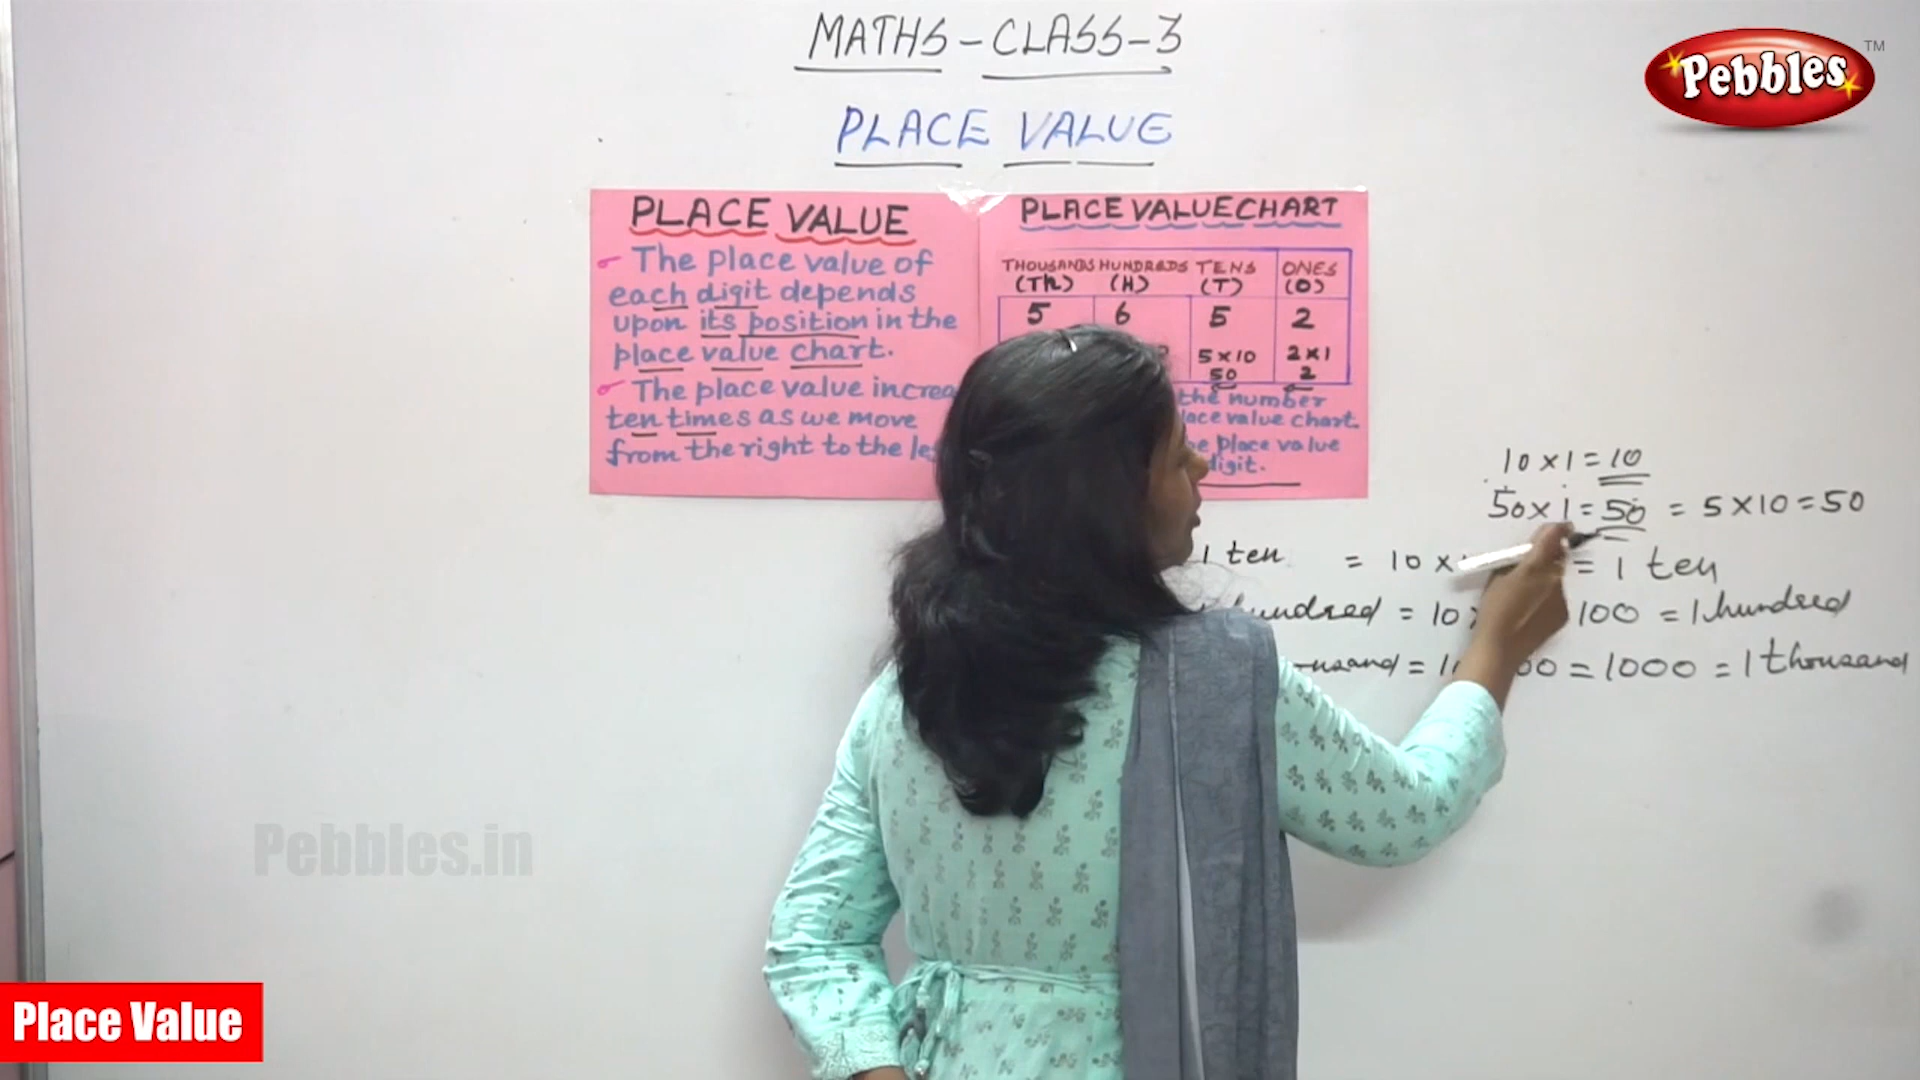 MATHS - CLASS - 3
Pebbles TM
PLACE VALUE
PLACE VALUE
The place value of
each digit depends
upon its position in the
place value chart.
The place value
ten times as we move
from the right to the
PLACE VALUE CHART
THOUSANDS HUNDREDS TENS ONES
(Th) (H) (T) (O)
5 6 5 2
5 x 10 2 x 1
50 2
the number
place value chart.
place value
digit.
10 x 1 = 10
50 x 1 = 50 = 5 x 10 = 50
1 ten = 10 x = 1 ten
hundred = 10 100 = 1 hundred
= 1000 = 1 thousand
Pebbles.in
Place Value